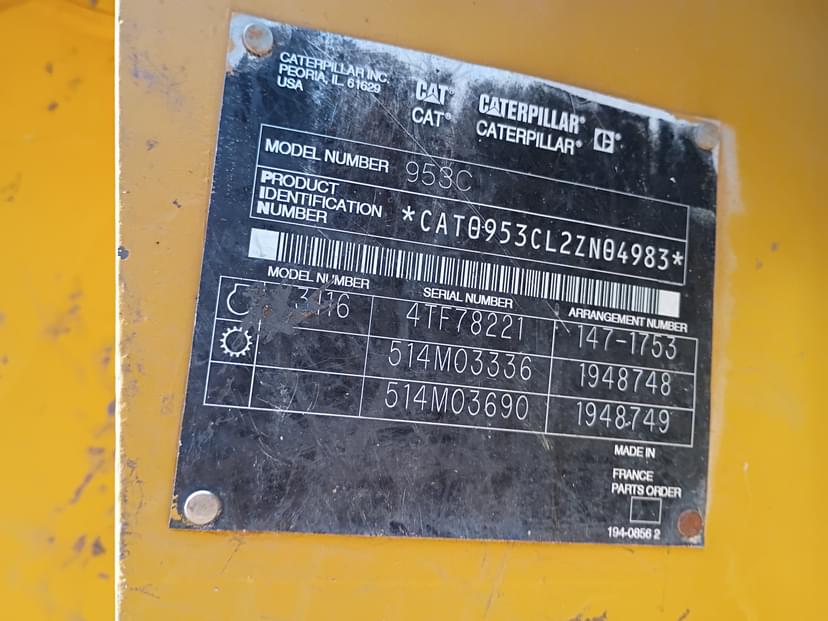 CATERPILLAR INC.
PEORIA, IL 61629
USA
CAT® CATERPILLAR® C®
CAT® CATERPILLAR®
MODEL NUMBER 953C
PRODUCT
IDENTIFICATION
NUMBER
*CAT0953CL2ZN04983*
MODEL NUMBER SERIAL NUMBER ARRANGEMENT NUMBER
4TF78221 147-1753
514M03336 1948748
514M03690 1948749
MADE IN
FRANCE
PARTS ORDER
194-0856 2